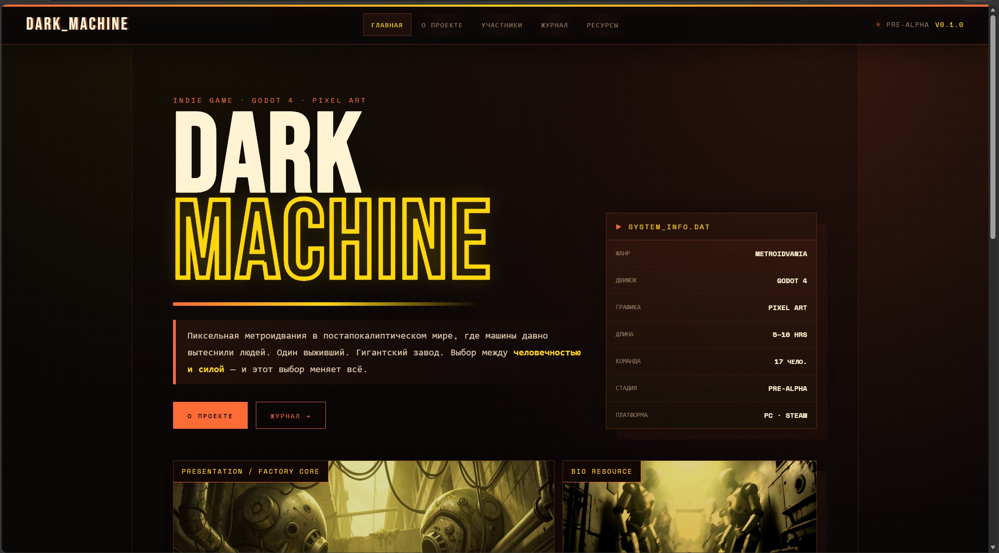 DARK_MACHINE
ГЛАВНАЯ
О ПРОЕКТЕ
УЧАСТНИКИ
ЖУРНАЛ
РЕСУРСЫ
PRE-ALPHA V0.1.0
INDIE GAME · GODOT 4 · PIXEL ART
DARK
MACHINE
Пиксельная метроидвания в постапокалиптическом мире, где машины давно
вытеснили людей. Один выживший. Гигантский завод. Выбор между человечностью
и силой — и этот выбор меняет всё.
О ПРОЕКТЕ
ЖУРНАЛ →
▶ SYSTEM_INFO.DAT
ЖАНР METROIDVANIA
ДВИЖОК GODOT 4
ГРАФИКА PIXEL ART
ДЛИНА 5–10 HRS
КОМАНДА 17 ЧЕЛО.
СТАДИЯ PRE-ALPHA
ПЛАТФОРМА PC · STEAM
PRESENTATION / FACTORY CORE
BIO RESOURCE